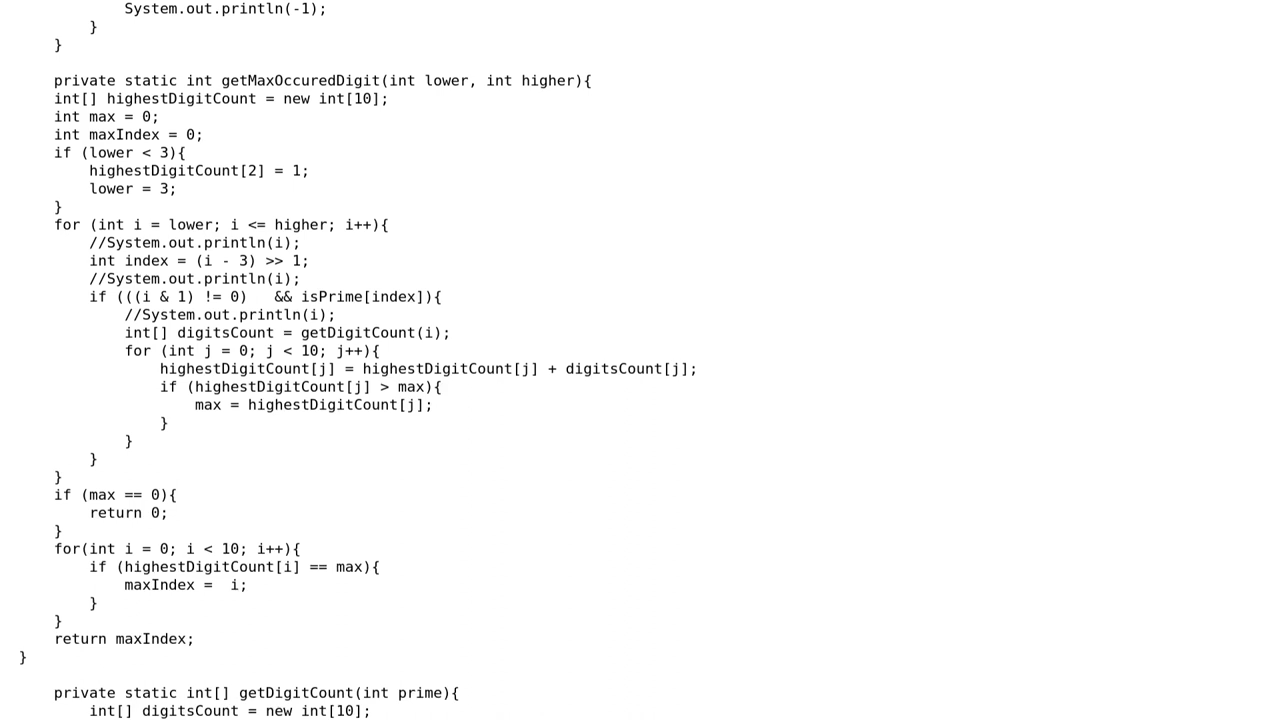 System.out.println(-1);
        }
    }

    private static int getMaxOccuredDigit(int lower, int higher){
    int[] highestDigitCount = new int[10];
    int max = 0;
    int maxIndex = 0;
    if (lower < 3){
        highestDigitCount[2] = 1;
        lower = 3;
    }
    for (int i = lower; i <= higher; i++){
        //System.out.println(i);
        int index = (i - 3) >> 1;
        //System.out.println(i);
        if (((i & 1) != 0)   && isPrime[index]){
            //System.out.println(i);
            int[] digitsCount = getDigitCount(i);
            for (int j = 0; j < 10; j++){
                highestDigitCount[j] = highestDigitCount[j] + digitsCount[j];
                if (highestDigitCount[j] > max){
                    max = highestDigitCount[j];
                }
            }
        }
    }
    if (max == 0){
        return 0;
    }
    for(int i = 0; i < 10; i++){
        if (highestDigitCount[i] == max){
            maxIndex =  i;
        }
    }
    return maxIndex;
}

    private static int[] getDigitCount(int prime){
        int[] digitsCount = new int[10];